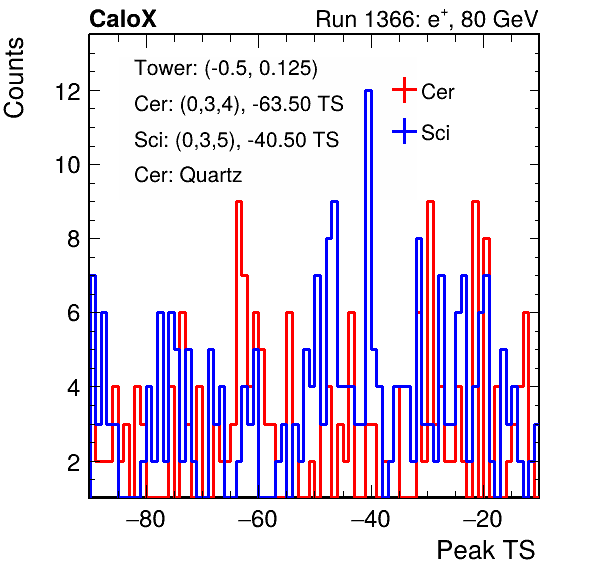 CaloX Run 1366: e+, 80 GeV
Counts
Tower: (-0.5, 0.125)
Cer: (0,3,4), -63.50 TS
Sci: (0,3,5), -40.50 TS
Cer: Quartz
Cer
Sci
12
10
8
6
4
2
−80 −60 −40 −20
Peak TS